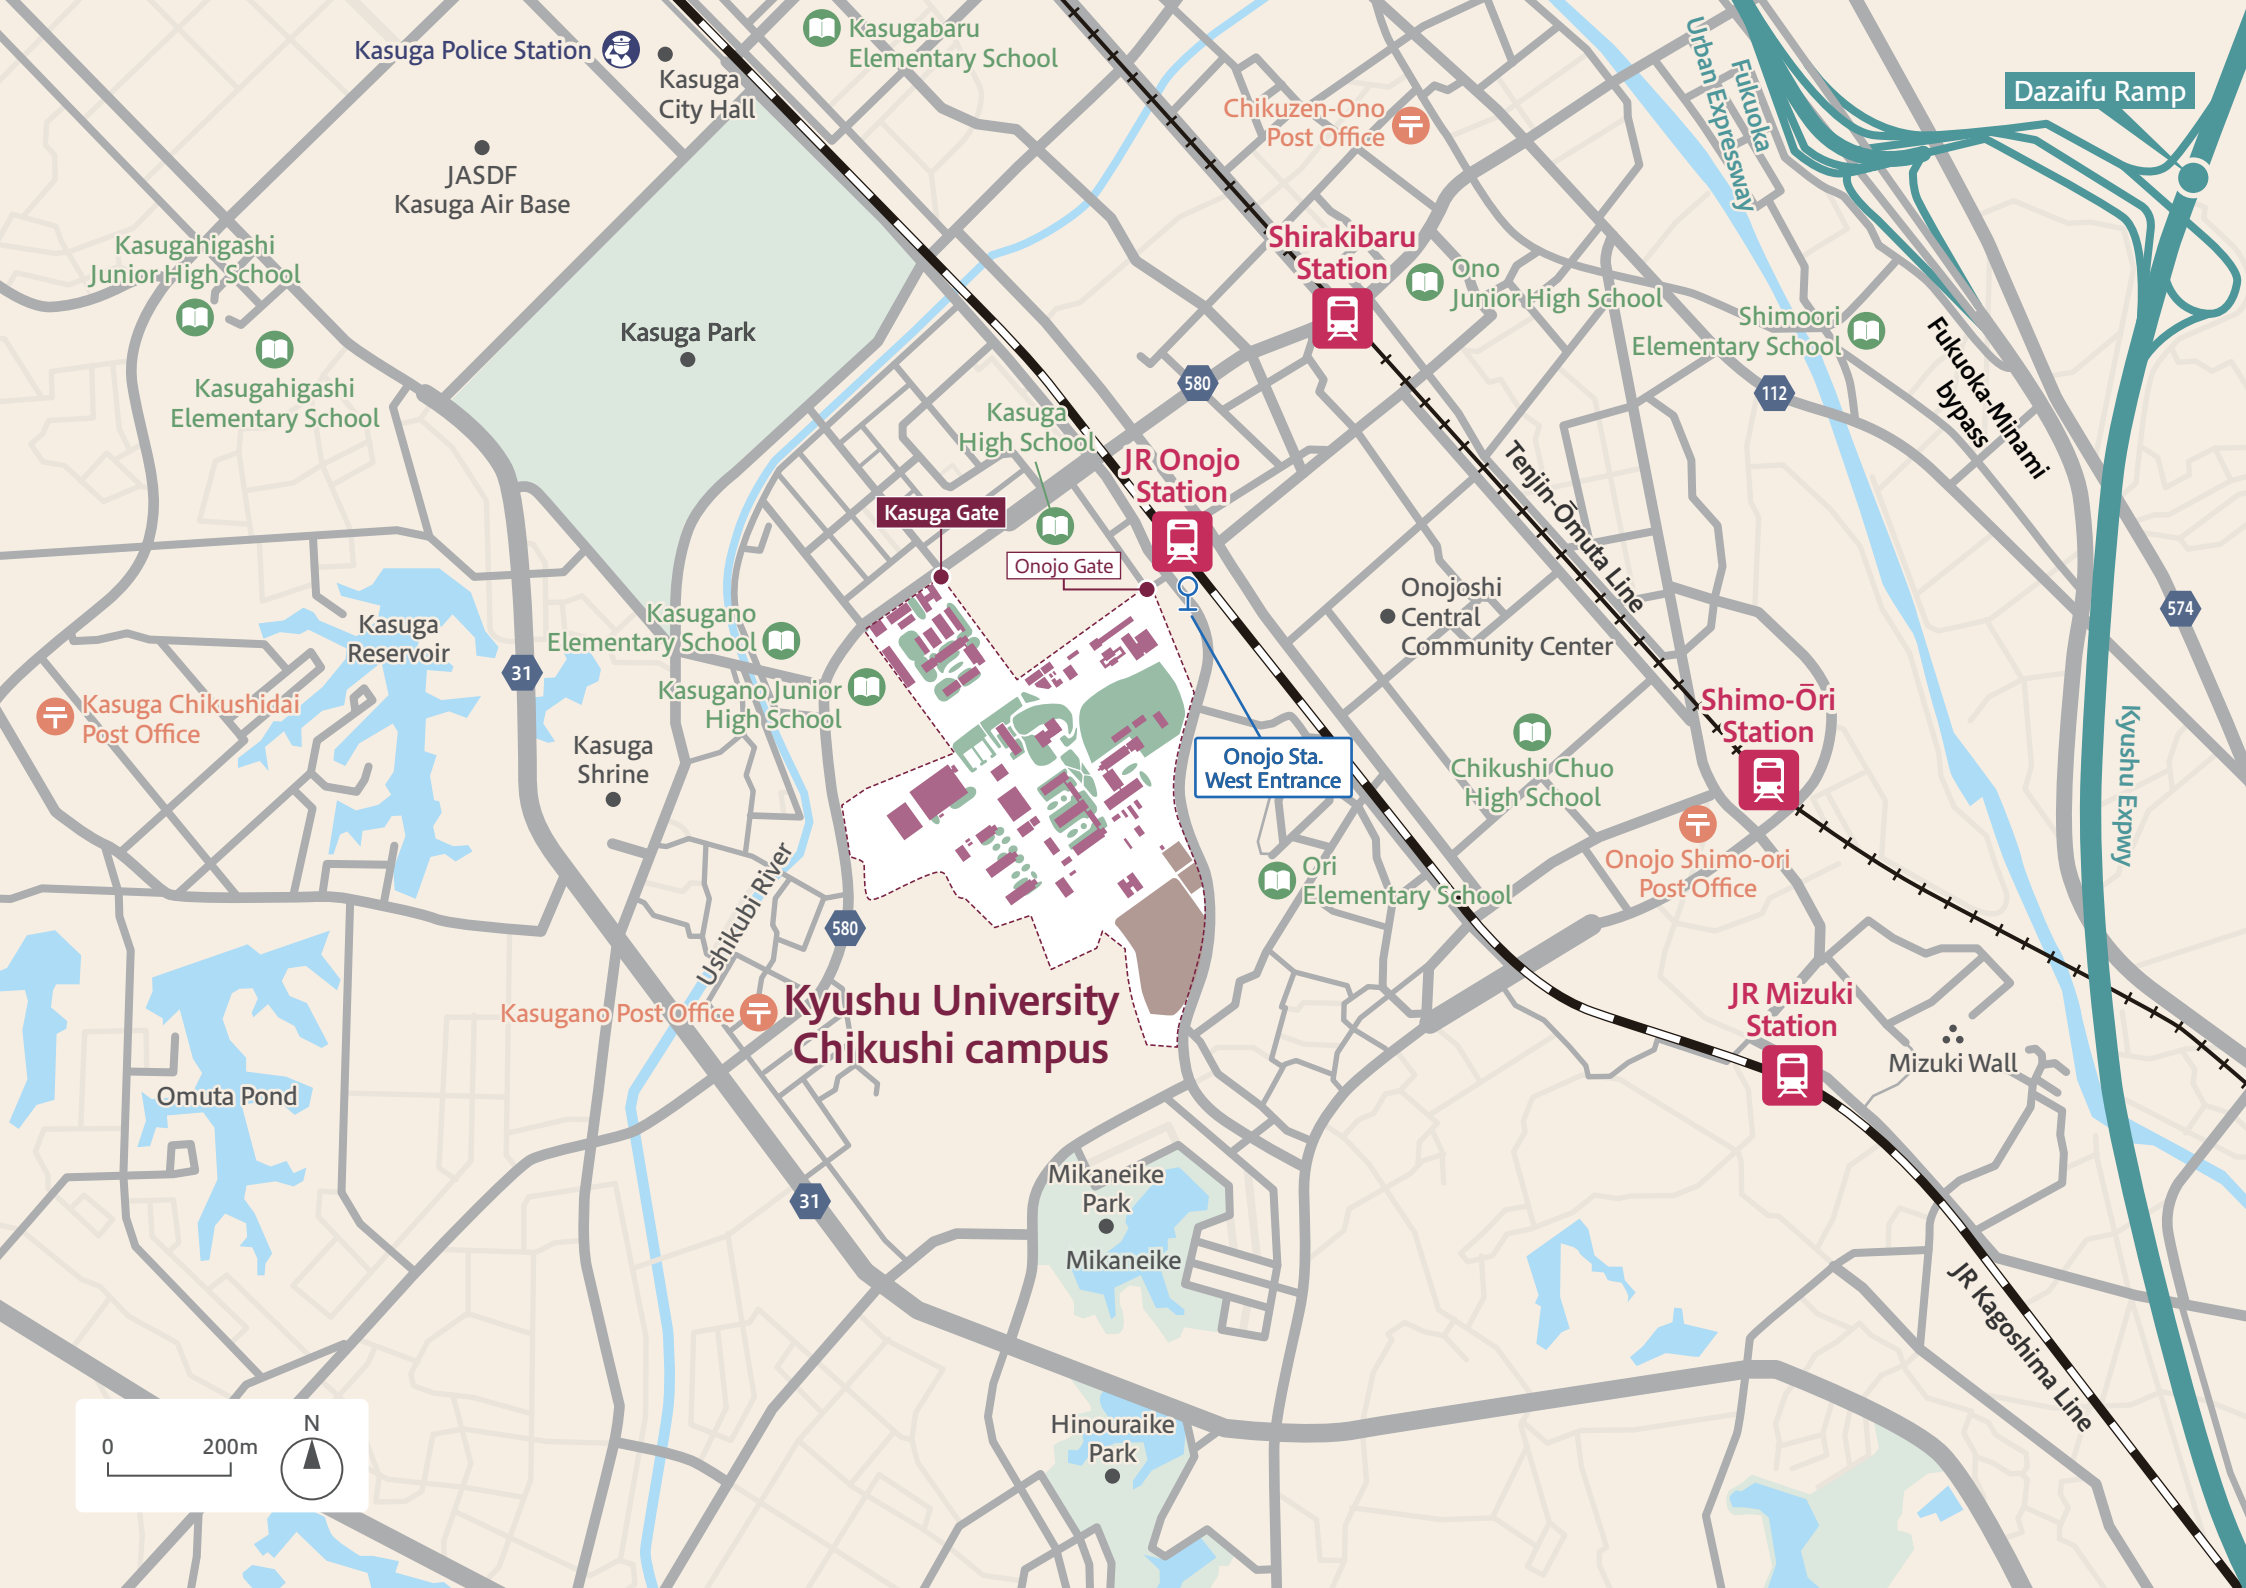 Kasuga Police Station
Kasuga
City Hall
Kasugabaru
Elementary School
Chikuzen-Ono
Post Office
Fukuoka
Urban Expressway
Dazaifu Ramp
JASDF
Kasuga Air Base
Kasugahigashi
Junior High School
Kasugahigashi
Elementary School
Kasuga Park
Shirakibaru
Station
Ono
Junior High School
Shimoori
Elementary School
Fukuoka-Minami
bypass
580
112
Kasuga
High School
JR Onojo
Station
Tenjin-Ōmuta Line
Kasuga Gate
Onojo Gate
Onojoshi
Central
Community Center
574
Kasuga
Reservoir
Kasugano
Elementary School
31
Kasugano Junior
High School
Kasuga Chikushidai
Post Office
Kasuga
Shrine
Shimo-Ōri
Station
Onojo Sta.
West Entrance
Chikushi Chuo
High School
Kyushu Expwy
Onojo Shimo-ori
Post Office
Ori
Elementary School
Ushikubi River
580
Kasugano Post Office
Kyushu University
Chikushi campus
JR Mizuki
Station
Mizuki Wall
Omuta Pond
31
Mikaneike
Park
Mikaneike
JR Kagoshima Line
Hinouraike
Park
0
200m
N